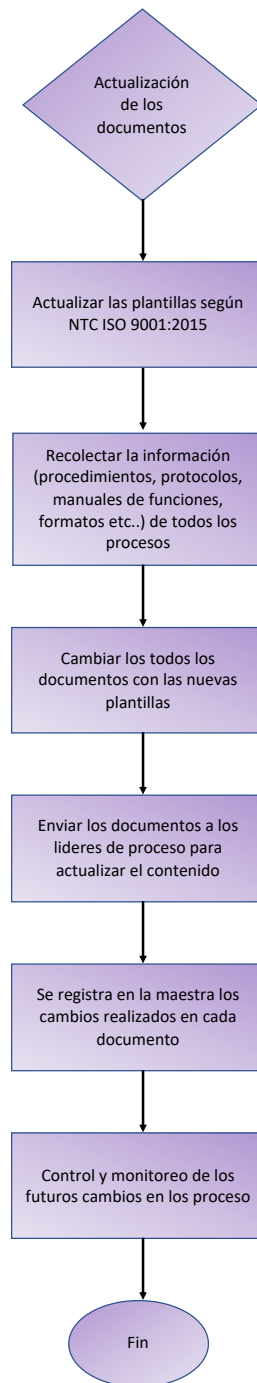 Actualización
de los
documentos
Actualizar las plantillas según
NTC ISO 9001:2015
Recolectar la información
(procedimientos, protocolos,
manuales de funciones,
formatos etc..) de todos los
procesos
Cambiar los todos los
documentos con las nuevas
plantillas
Enviar los documentos a los
lideres de proceso para
actualizar el contenido
Se registra en la maestra los
cambios realizados en cada
documento
Control y monitoreo de los
futuros cambios en los proceso
Fin